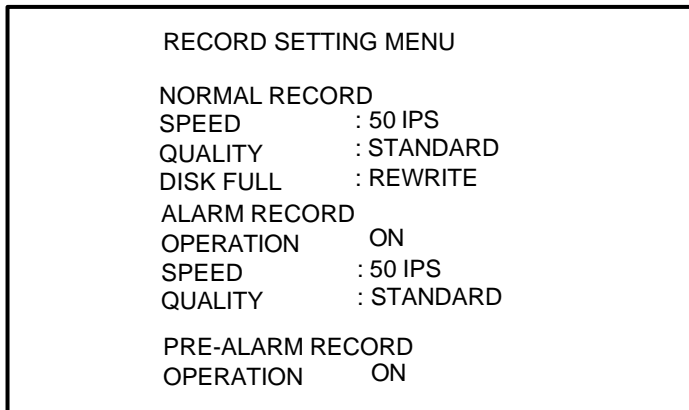 RECORD SETTING MENU
NORMAL RECORD
SPEED : 50 IPS
QUALITY : STANDARD
DISK FULL : REWRITE
ALARM RECORD
OPERATION ON
SPEED : 50 IPS
QUALITY : STANDARD
PRE-ALARM RECORD
OPERATION ON